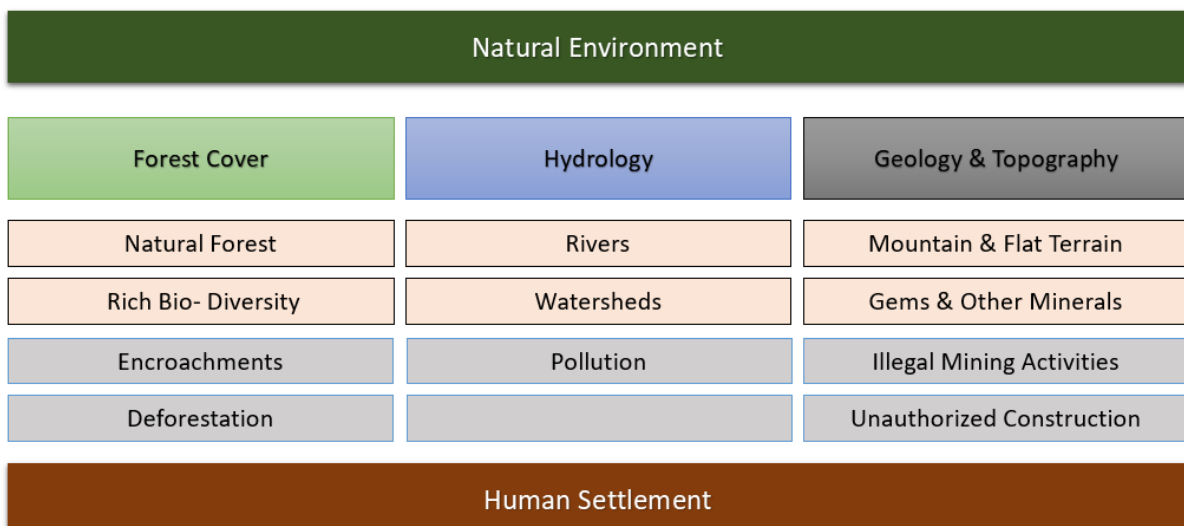 Natural Environment
Forest Cover
Hydrology
Geology & Topography
Natural Forest
Rivers
Mountain & Flat Terrain
Rich Bio- Diversity
Watersheds
Gems & Other Minerals
Encroachments
Pollution
Illegal Mining Activities
Deforestation
Unauthorized Construction
Human Settlement